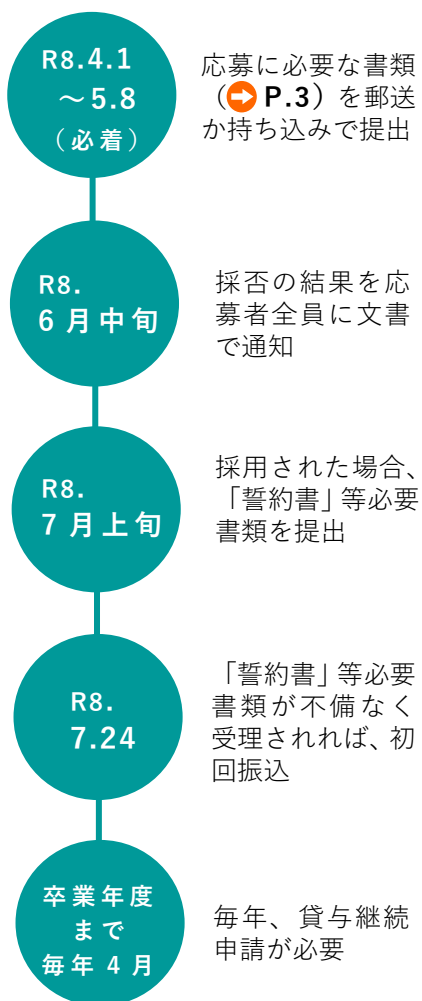 R8.4.1
～5.8
（必着）
応募に必要な書類
（➡ P.3）を郵送
か持ち込みで提出
R8.
6 月中旬
採否の結果を応
募者全員に文書
で通知
R8.
7 月上旬
採用された場合、
「誓約書」等必要
書類を提出
R8.
7.24
「誓約書」等必要
書類が不備なく
受理されれば、初
回振込
卒業年度
まで
毎年 4 月
毎年、貸与継続
申請が必要